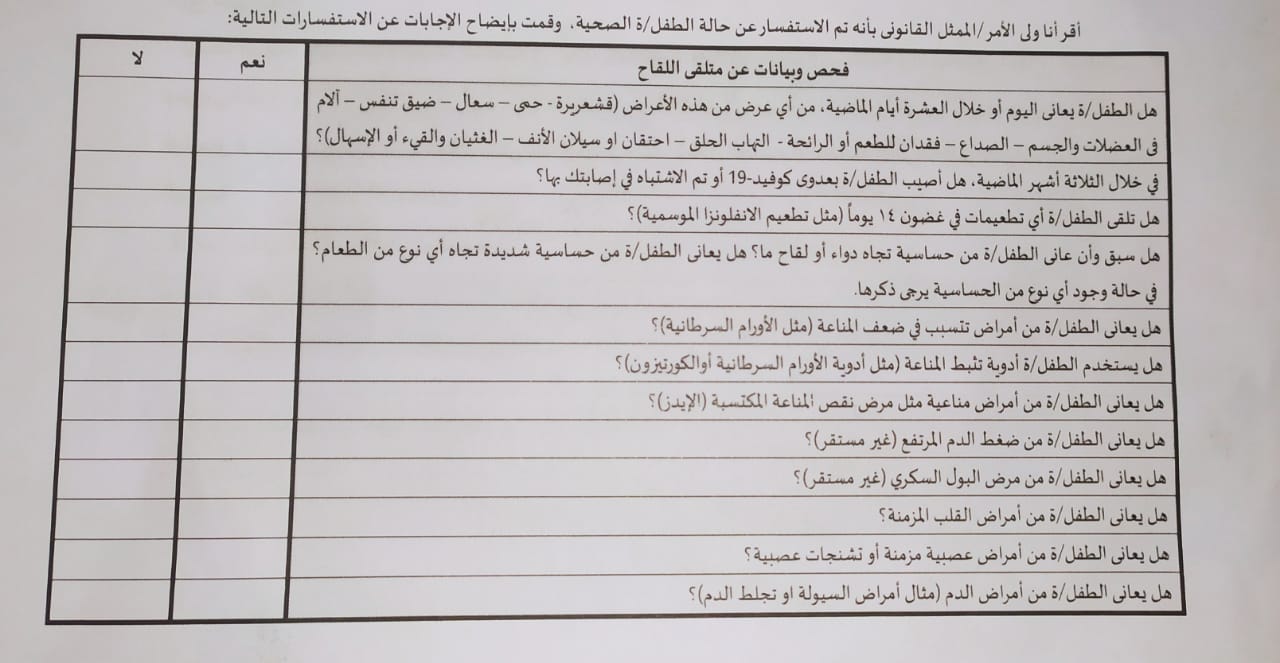 أقر أنا ولى الأمر/الممثل القانونى بأنه تم الاستفسار عن حالة الطفل/ة الصحية، وقمت بإيضاح الإجابات عن الاستفسارات التالية:
فحص وبيانات عن متلقى اللقاح نعم لا
هل الطفل/ة يعانى اليوم أو خلال العشرة أيام الماضية، من أي عرض من هذه الأعراض (قشعريرة - حمى – سعال – ضيق تنفس – آلام
فى العضلات والجسم – الصداع – فقدان للطعم أو الرائحة - التهاب الحلق – احتقان او سيلان الأنف – الغثيان والقيء أو الإسهال)؟
في خلال الثلاثة أشهر الماضية، هل أصيب الطفل/ة بعدوى كوفيد-19 أو تم الاشتباه في إصابتك بها؟
هل تلقى الطفل/ة أي تطعيمات في غضون ١٤ يوماً (مثل تطعيم الانفلونزا الموسمية)؟
هل سبق وأن عانى الطفل/ة من حساسية تجاه دواء أو لقاح ما؟ هل يعانى الطفل/ة من حساسية شديدة تجاه أي نوع من الطعام؟
في حالة وجود أي نوع من الحساسية يرجى ذكرها.
هل يعانى الطفل/ة من أمراض تتسبب في ضعف المناعة (مثل الأورام السرطانية)؟
هل يستخدم الطفل/ة أدوية تثبط المناعة (مثل أدوية الأورام السرطانية أوالكورتيزون)؟
هل يعانى الطفل/ة من أمراض مناعية مثل مرض نقص المناعة المكتسبة (الإيدز)؟
هل يعانى الطفل/ة من ضغط الدم المرتفع (غير مستقر)؟
هل يعانى الطفل/ة من مرض البول السكري (غير مستقر)؟
هل يعانى الطفل/ة من أمراض القلب المزمنة؟
هل يعانى الطفل/ة من أمراض عصبية مزمنة أو تشنجات عصبية؟
هل يعانى الطفل/ة من أمراض الدم (مثال أمراض السيولة او تجلط الدم)؟